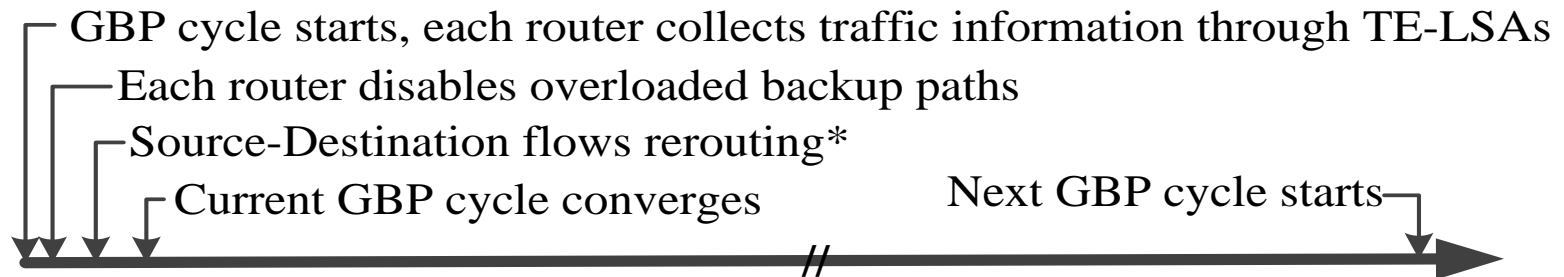 GBP cycle starts, each router collects traffic information through TE-LSAs
Each router disables overloaded backup paths
Source-Destination flows rerouting*
Current GBP cycle converges
Next GBP cycle starts
//